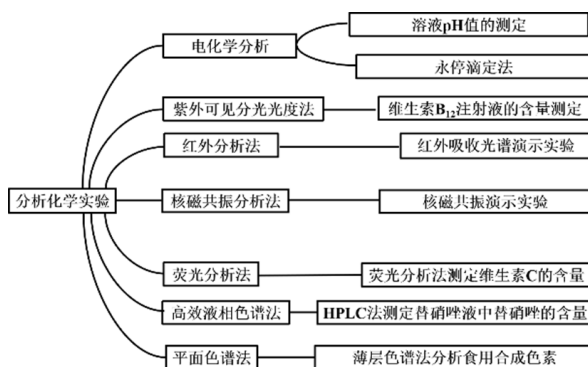 电化学分析
溶液pH值的测定
永停滴定法
紫外可见分光光度法
维生素B₁₂注射液的含量测定
红外分析法
红外吸收光谱演示实验
分析化学实验
核磁共振分析法
核磁共振演示实验
荧光分析法
荧光分析法测定维生素C的含量
高效液相色谱法
HPLC法测定替硝唑液中替硝唑的含量
平面色谱法
薄层色谱法分析食用合成色素